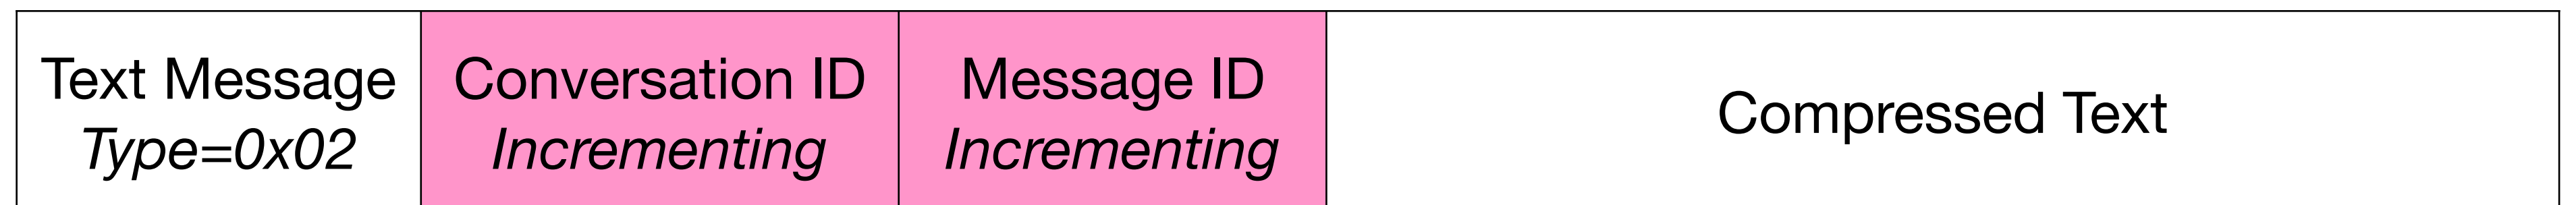 Text Message
Type=0x02
Conversation ID
Incrementing
Message ID
Incrementing
Compressed Text